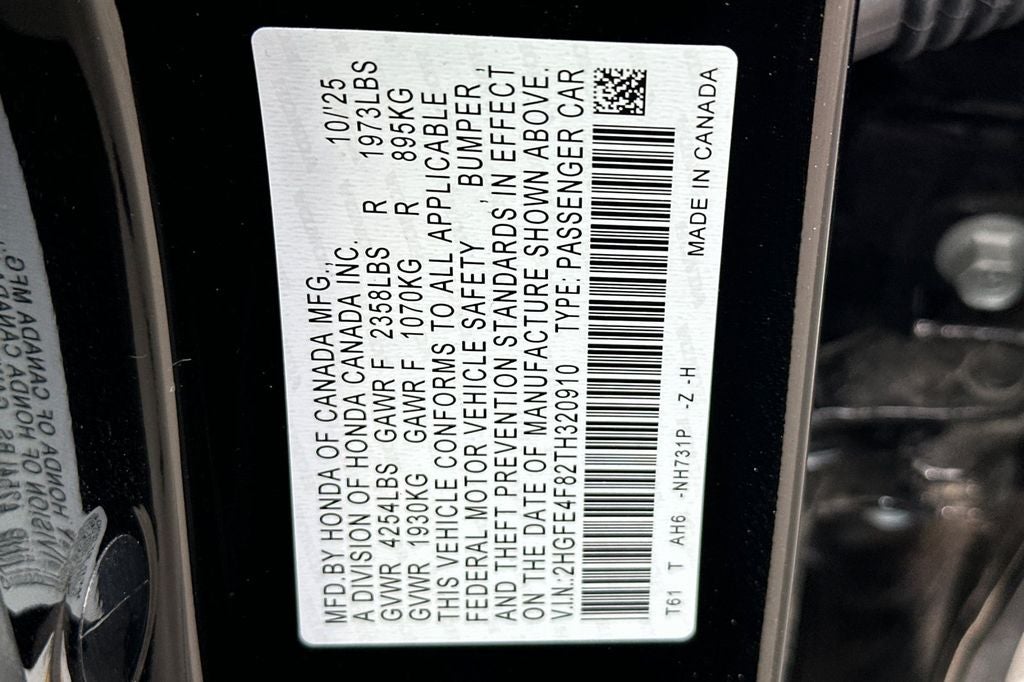 MFD.BY HONDA OF CANADA MFG., 10/'25
A DIVISION OF HONDA CANADA INC.
GVWR 4254LBS GAWR F 2358LBS R 1973LBS
GVWR 1930KG GAWR F 1070KG R 895KG
THIS VEHICLE CONFORMS TO ALL APPLICABLE
FEDERAL MOTOR VEHICLE SAFETY , BUMPER ,
AND THEFT PREVENTION STANDARDS IN EFFECT
ON THE DATE OF MANUFACTURE SHOWN ABOVE.
V.I.N.:2HGFE4F82TH320910 TYPE: PASSENGER CAR
T61 T AH6 -NH731P -Z -H MADE IN CANADA